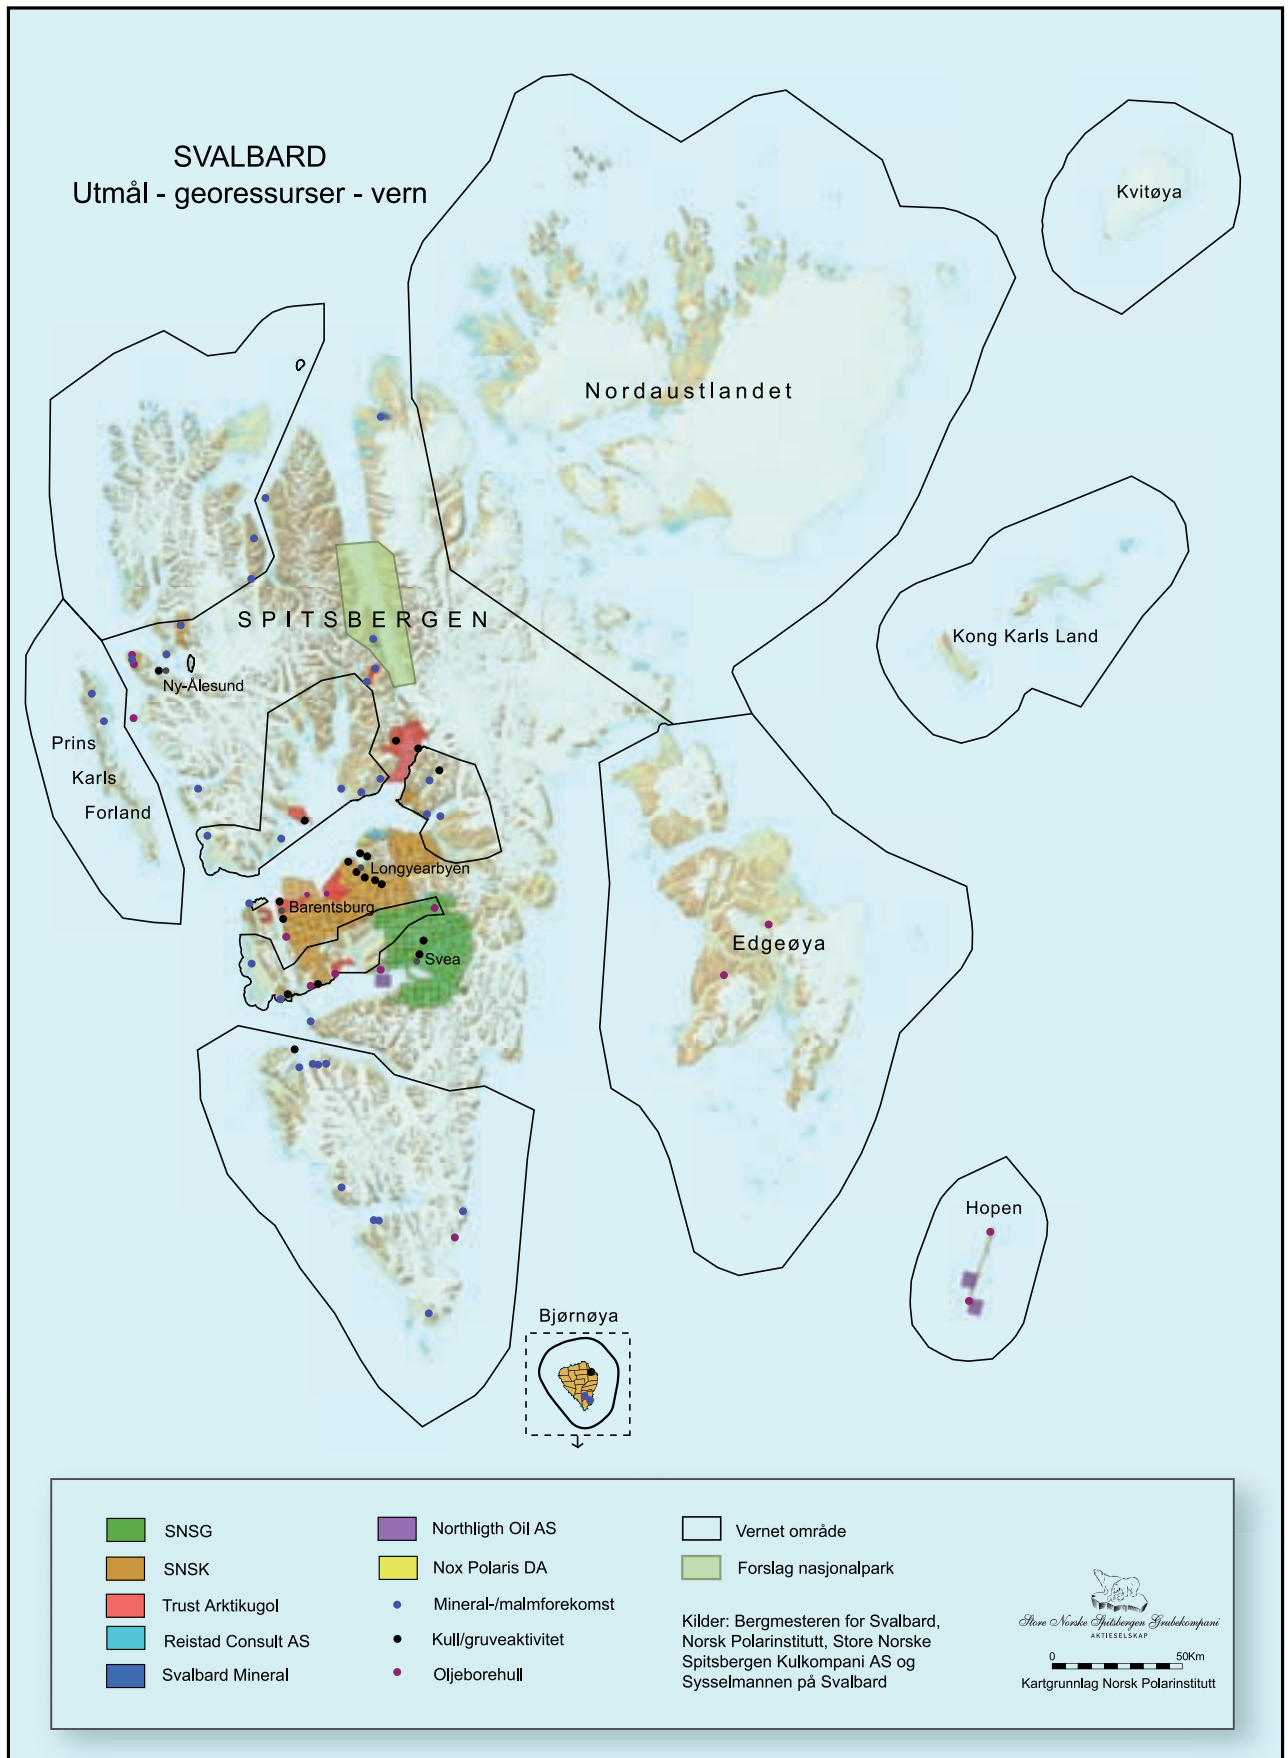 SVALBARD
Utmål - georessurser - vern
Kvitøya
Nordaustlandet
SPITSBERGEN
Kong Karls Land
Ny-Ålesund
Prins
Karls
Forland
Longyearbyen
Barentsburg
Edgeøya
Svea
Hopen
Bjørnøya
SNSG
SNSK
Trust Arktikugol
Reistad Consult AS
Svalbard Mineral
Northligth Oil AS
Nox Polaris DA
Mineral-/malmforekomst
Kull/gruveaktivitet
Oljeborehull
Vernet område
Forslag nasjonalpark
Kilder: Bergmesteren for Svalbard,
Norsk Polarinstitutt, Store Norske
Spitsbergen Kulkompani AS og
Sysselmannen på Svalbard
Store Norske Spitsbergen Grubekompani
AKTIESELSKAP
0 50Km
Kartgrunnlag Norsk Polarinstitutt